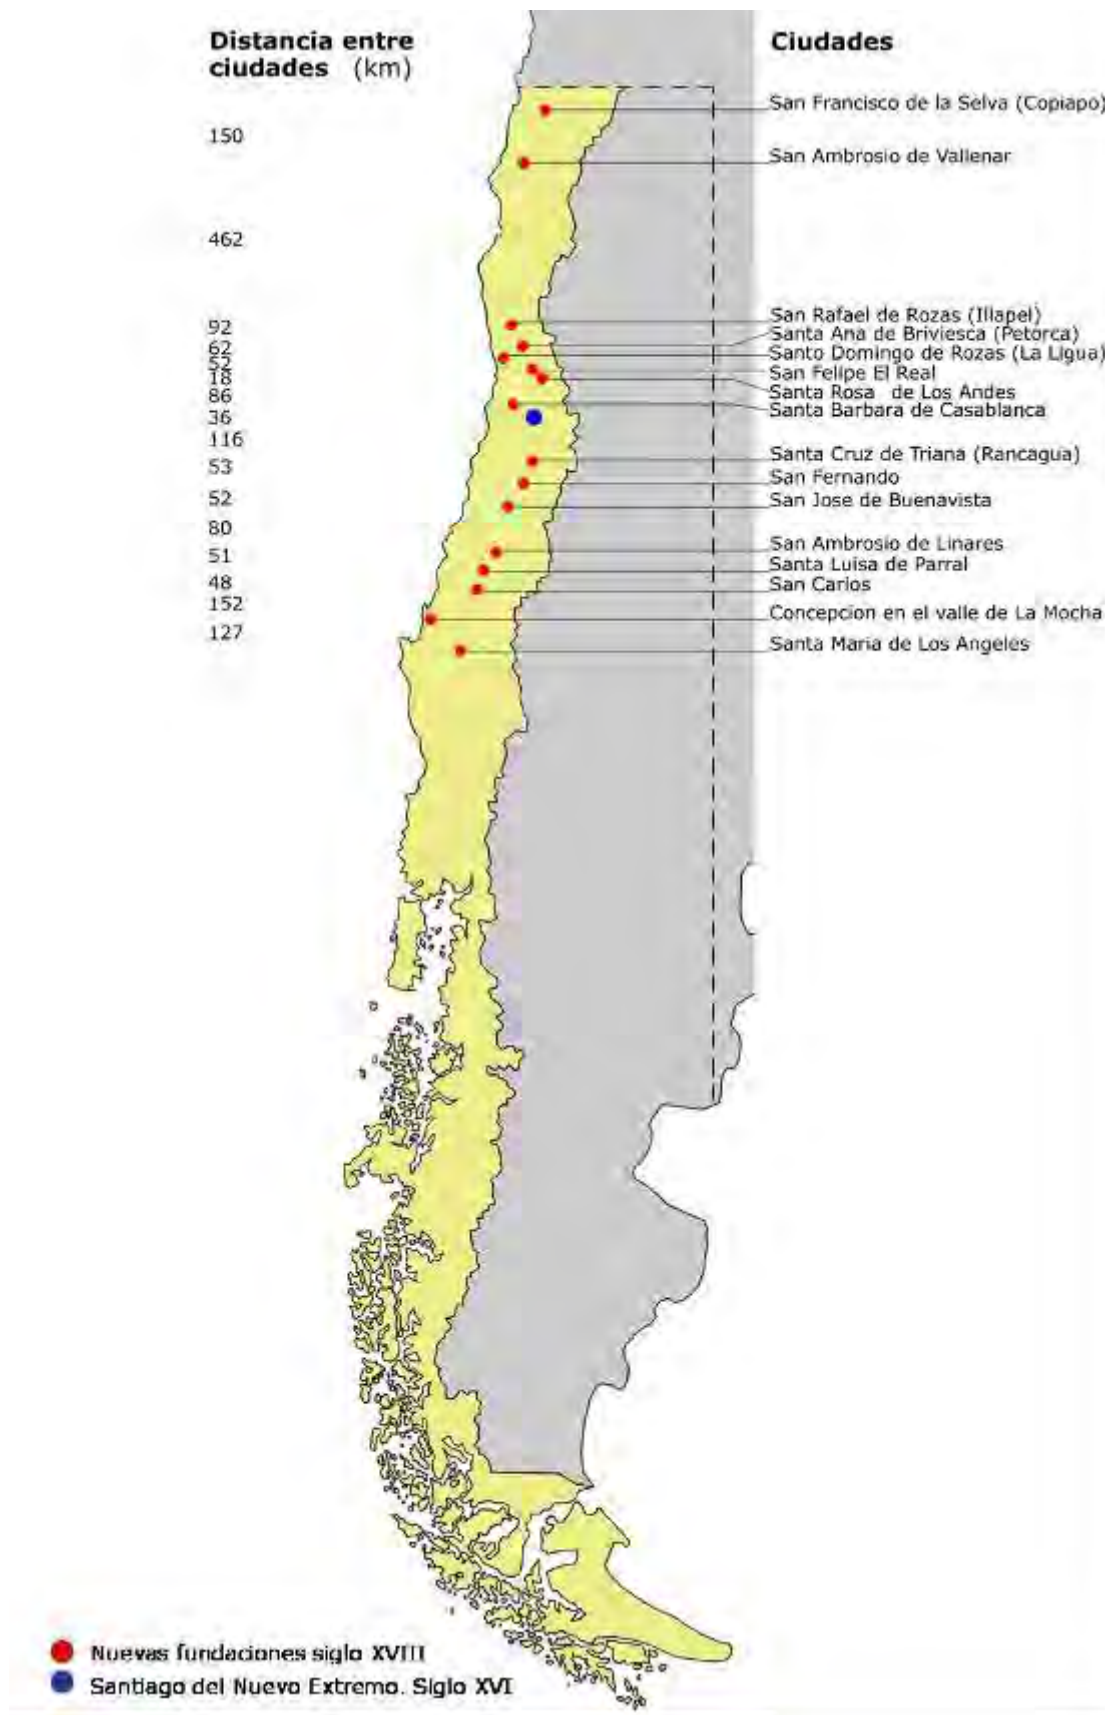 Distancia entre
ciudades (km)
150
462
92
62
52
18
86
36
116
53
52
80
51
48
152
127
Ciudades
San Francisco de la Selva (Copiapo)
San Ambrosio de Vallenar
San Rafael de Rozas (Illapel)
Santa Ana de Briviesca (Petorca)
Santo Domingo de Rozas (La Ligua)
San Felipe El Real
Santa Rosa de Los Andes
Santa Barbara de Casablanca
Santa Cruz de Triana (Rancagua)
San Fernando
San Jose de Buenavista
San Ambrosio de Linares
Santa Luisa de Parral
San Carlos
Concepcion en el valle de La Mocha
Santa Maria de Los Angeles
Nuevas fundaciones siglo XVIII
Santiago del Nuevo Extremo. Siglo XVI